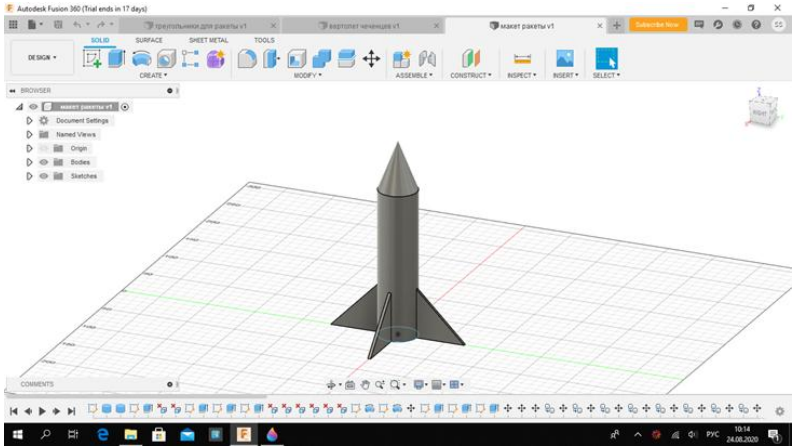 Autodesk Fusion 360 (Trial ends in 17 days)
треугольники для ракеты v1
вертолет чеченцев v1
макет ракеты v1
Subscribe Now
SS
SOLID SURFACE SHEET METAL TOOLS
DESIGN
CREATE MODIFY ASSEMBLE CONSTRUCT INSPECT INSERT SELECT
BROWSER
макет ракеты v1
Document Settings
Named Views
Origin
Bodies
Sketches
RIGHT
COMMENTS
РУС
10:14
24.08.2020